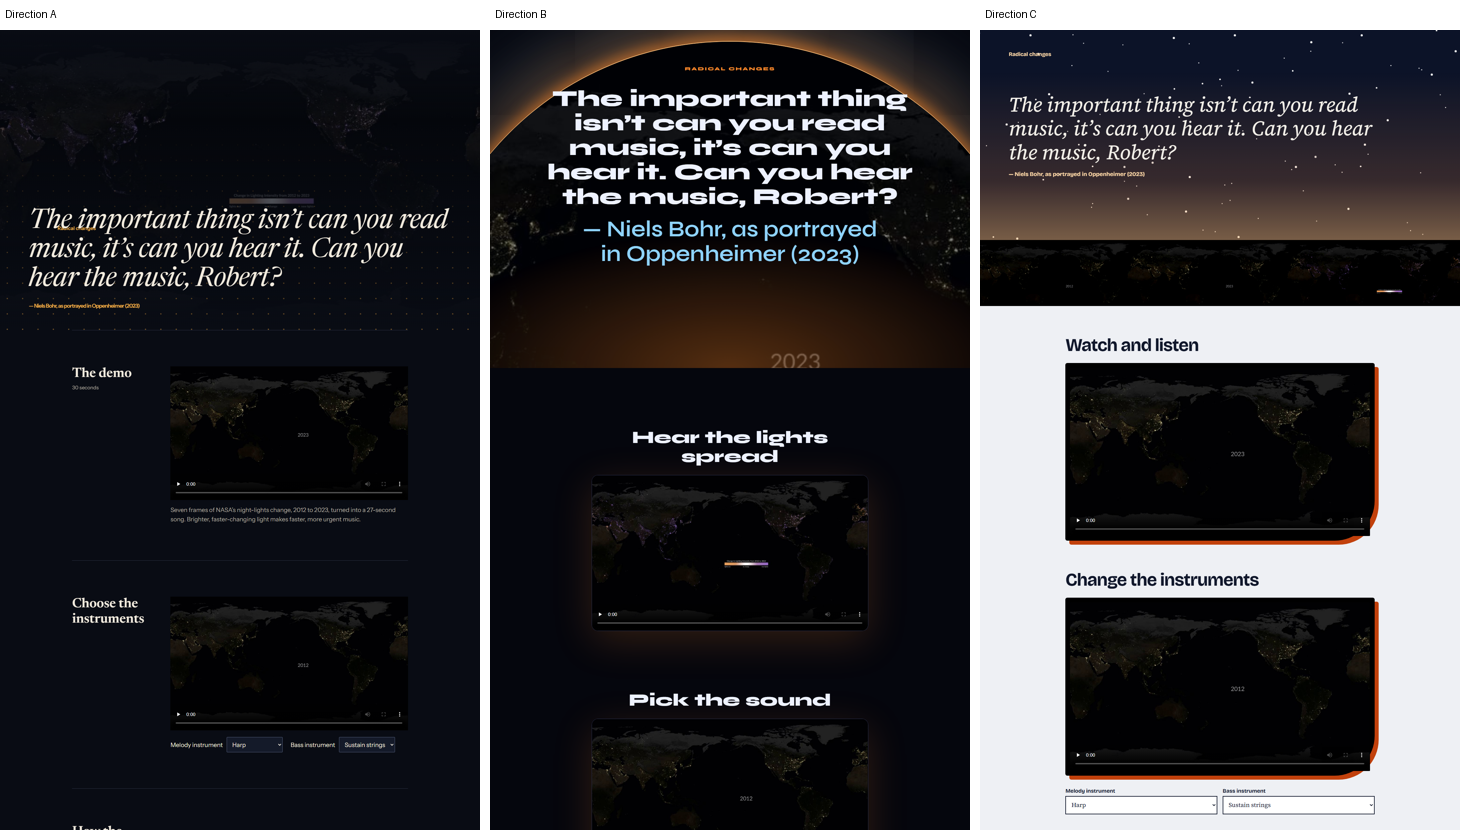 Direction A
Radical changes
The important thing isn't can you read
music, it's can you hear it. Can you
hear the music, Robert?
— Niels Bohr, as portrayed in Oppenheimer (2023)
The demo
30 seconds
2023
0:00
Seven frames of NASA's night-lights change, 2012 to 2023, turned into a 27-second
song. Brighter, faster-changing light makes faster, more urgent music.
Choose the
instruments
2012
0:00
Melody instrument
Harp
Bass instrument
Sustain strings
How the
Direction B
RADICAL CHANGES
The important thing
isn't can you read
music, it's can you
hear it. Can you hear
the music, Robert?
— Niels Bohr, as portrayed
in Oppenheimer (2023)
2023
Hear the lights
spread
0:00
Pick the sound
2012
Direction C
Radical changes
The important thing isn't can you read
music, it's can you hear it. Can you hear
the music, Robert?
— Niels Bohr, as portrayed in Oppenheimer (2023)
Watch and listen
2023
0:00
Change the instruments
2012
0:00
Melody instrument
Bass instrument
Harp
Sustain strings